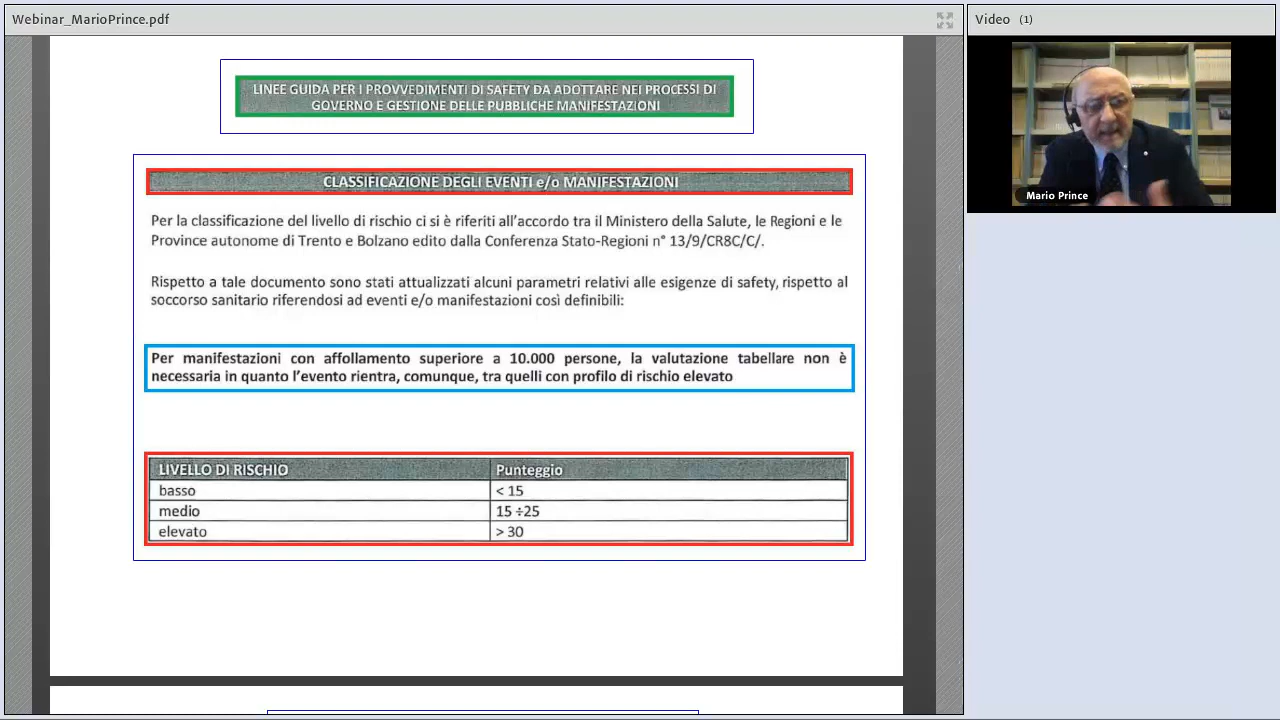 Webinar_MarioPrince.pdf
Video (1)
LINEE GUIDA PER I PROVVEDIMENTI DI SAFETY DA ADOTTARE NEI PROCESSI DI
GOVERNO E GESTIONE DELLE PUBBLICHE MANIFESTAZIONI
CLASSIFICAZIONE DEGLI EVENTI e/o MANIFESTAZIONI
Per la classificazione del livello di rischio ci si è riferiti all'accordo tra il Ministero della Salute, le Regioni e le
Province autonome di Trento e Bolzano edito dalla Conferenza Stato-Regioni n° 13/9/CR8C/C/.
Rispetto a tale documento sono stati attualizzati alcuni parametri relativi alle esigenze di safety, rispetto al
soccorso sanitario riferendosi ad eventi e/o manifestazioni così definibili:
Per manifestazioni con affollamento superiore a 10.000 persone, la valutazione tabellare non è
necessaria in quanto l'evento rientra, comunque, tra quelli con profilo di rischio elevato
LIVELLO DI RISCHIO Punteggio
basso < 15
medio 15 ÷25
elevato > 30
Mario Prince